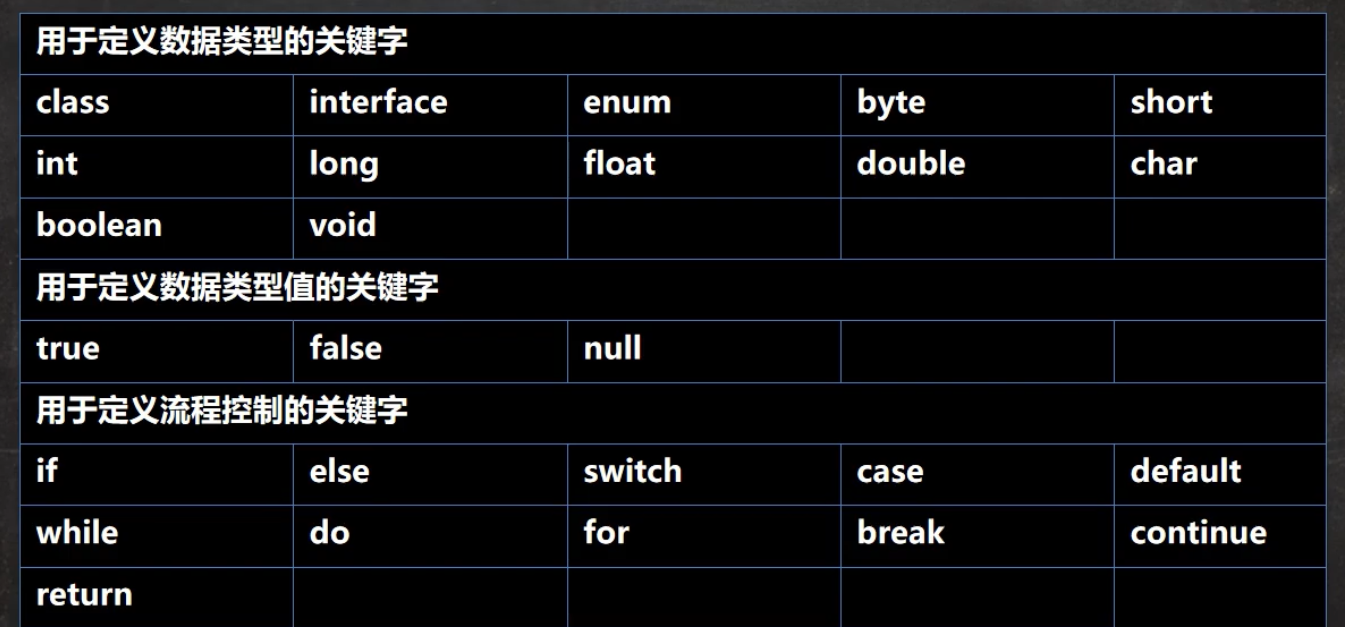 用于定义数据类型的关键字
class interface enum byte short
int long float double char
boolean void
用于定义数据类型值的关键字
true false null
用于定义流程控制的关键字
if else switch case default
while do for break continue
return